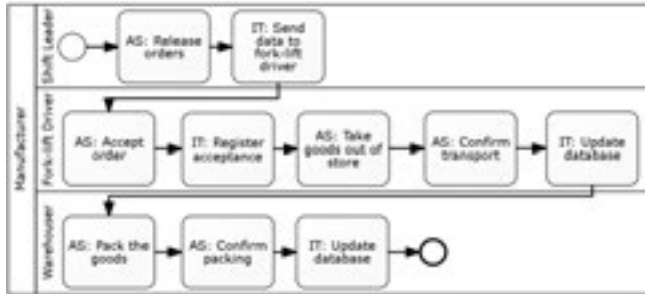 Manufacturer
Shift Leader
AS: Release
orders
IT: Send
data to
fork-lift
driver
Fork-lift Driver
AS: Accept
order
IT: Register
acceptance
AS: Take
goods out of
store
AS: Confirm
transport
IT: Update
database
Warehouser
AS: Pack the
goods
AS: Confirm
packing
IT: Update
database